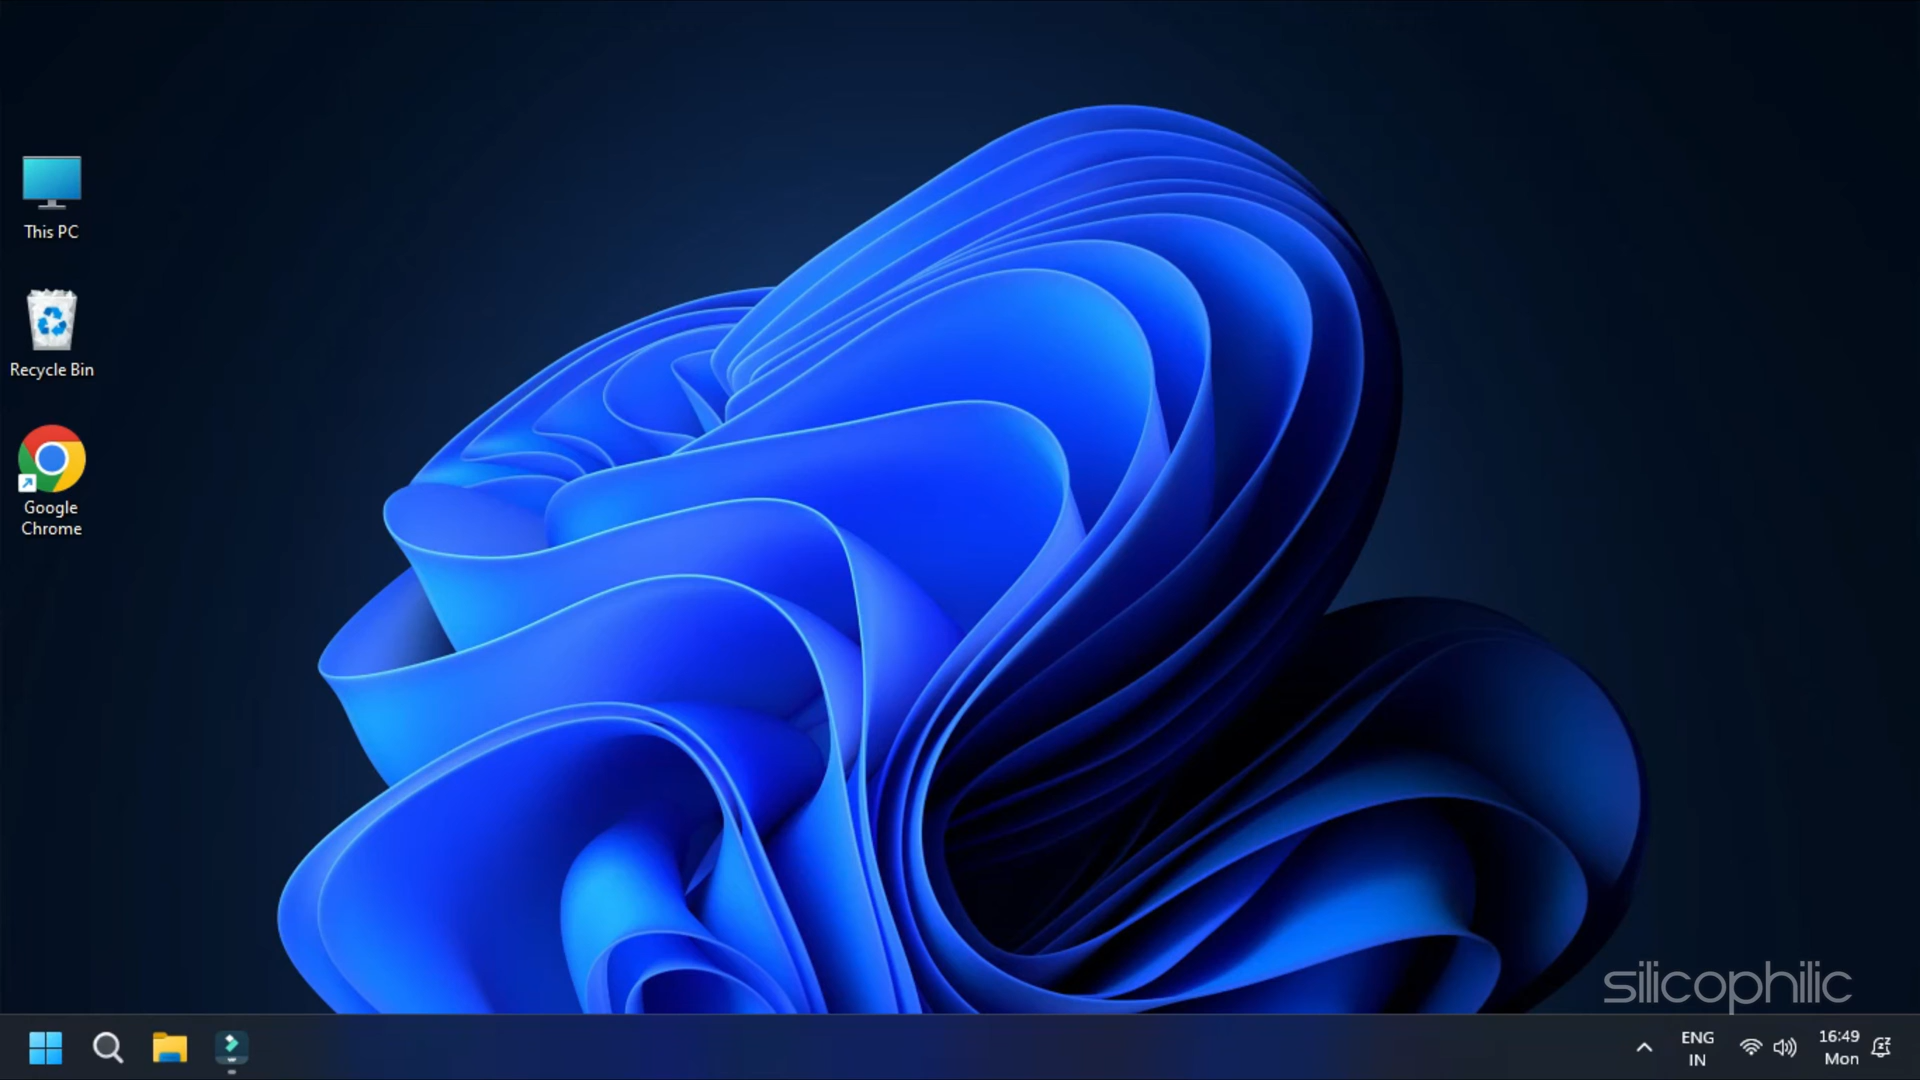 This PC
Recycle Bin
Google
Chrome
silicophilic
ENG
IN
16:49
Mon